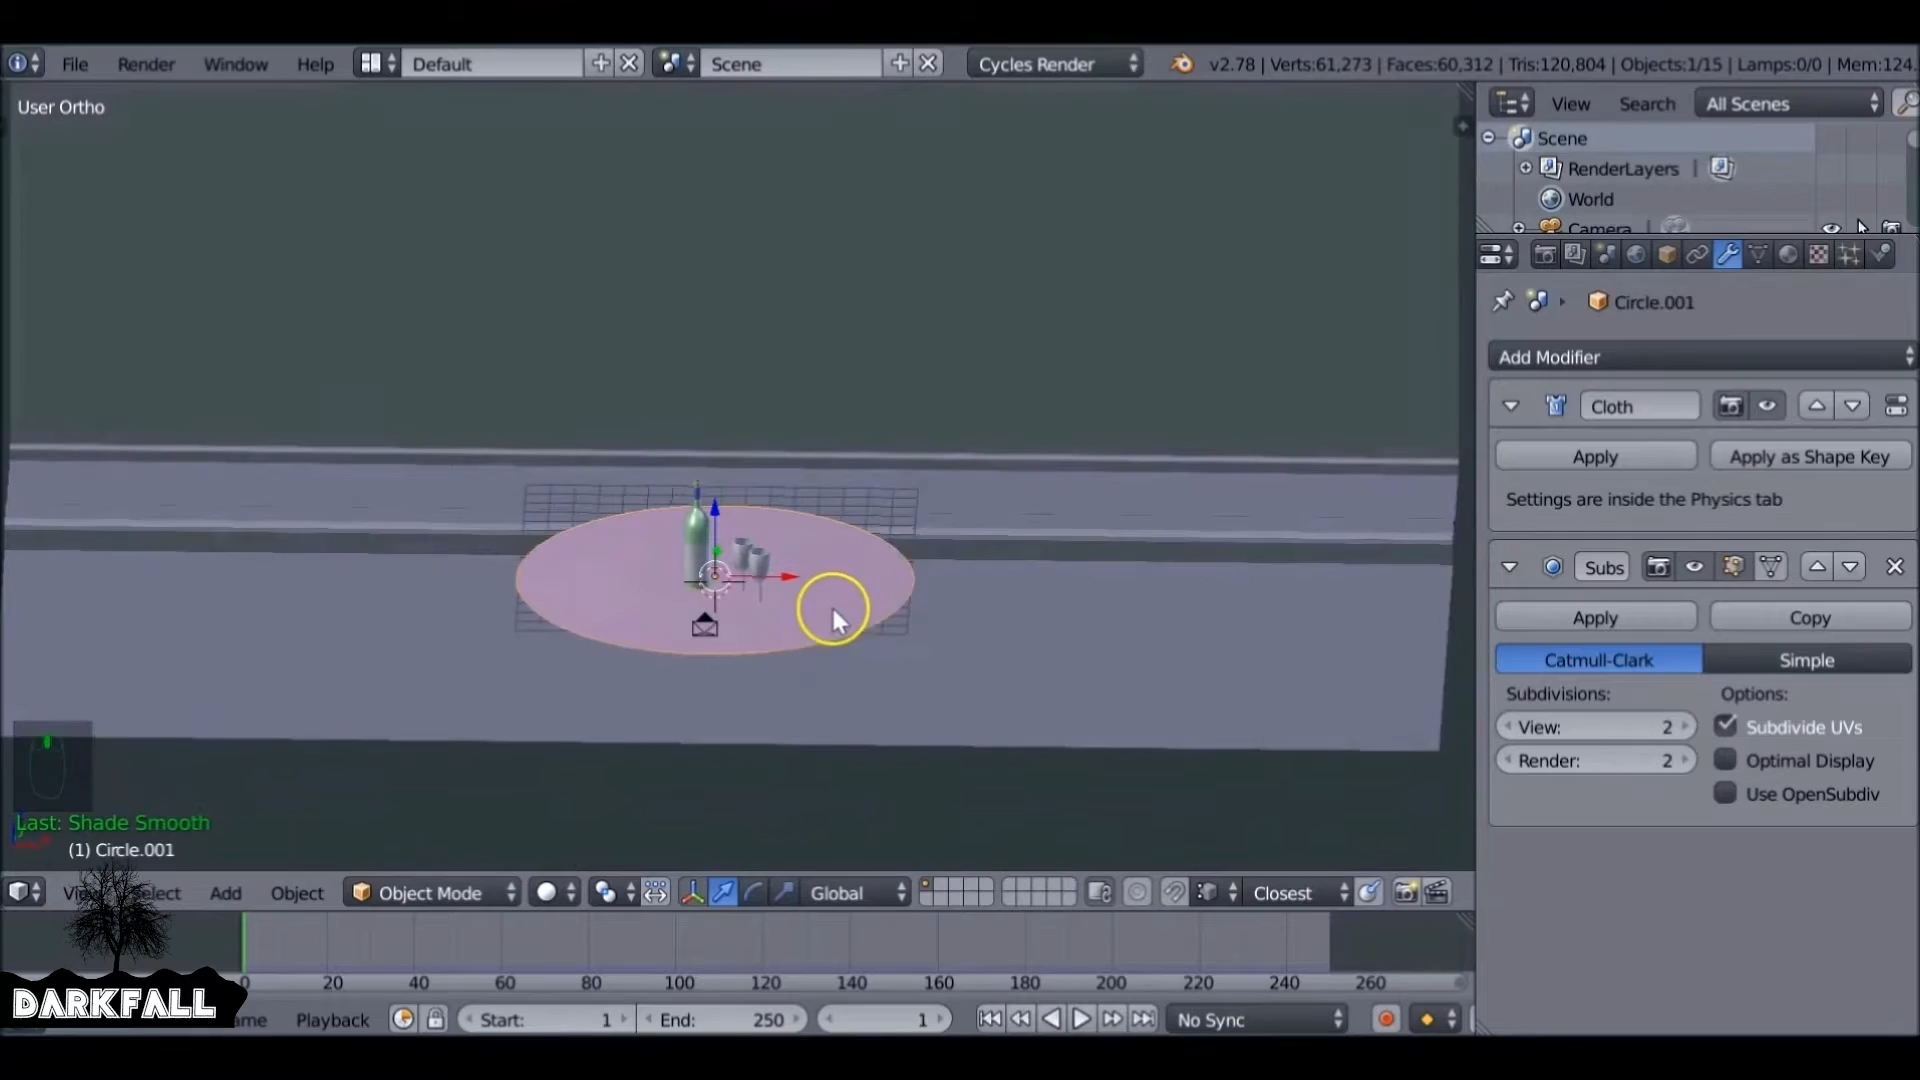 File Render Window Help Default Scene Cycles Render v2.78 | Verts:61,273 | Faces:60,312 | Tris:120,804 | Objects:1/15 | Lamps:0/0 | Mem:124.
User Ortho
View Search All Scenes
Scene
RenderLayers
World
Camera
Circle.001
Add Modifier
Cloth
Apply Apply as Shape Key
Settings are inside the Physics tab
Subs
Apply Copy
Catmull-Clark Simple
Subdivisions: Options:
View: 2 Subdivide UVs
Render: 2 Optimal Display
Use OpenSubdiv
Last: Shade Smooth
(1) Circle.001
Add Object Object Mode Global Closest
0 20 40 60 80 100 120 140 160 180 200 220 240 260
DARKFALL
Playback Start: 1 End: 250 1 No Sync